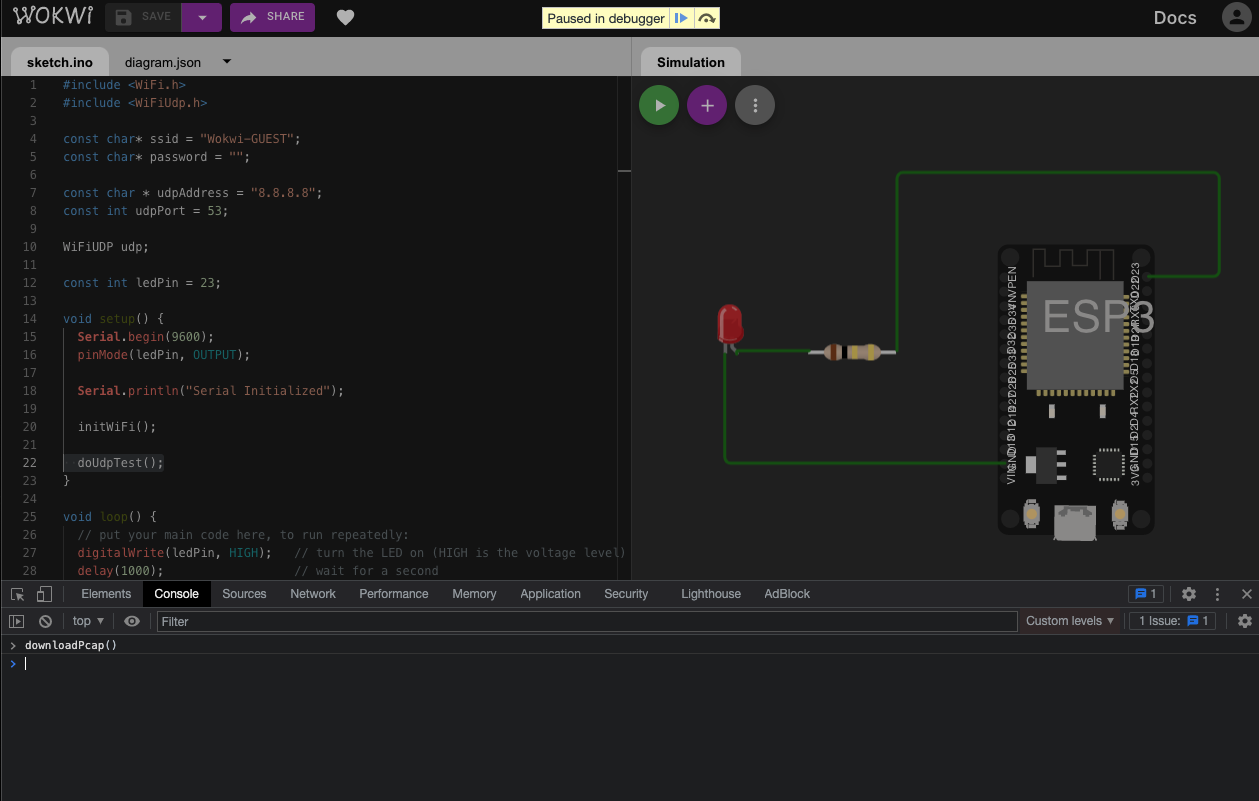 WOKWi
SAVE
SHARE
Paused in debugger
Docs
sketch.ino
diagram.json
Simulation
1 #include <WiFi.h>
2 #include <WiFiUdp.h>
3
4 const char* ssid = "Wokwi-GUEST";
5 const char* password = "";
6
7 const char * udpAddress = "8.8.8.8";
8 const int udpPort = 53;
9
10 WiFiUDP udp;
11
12 const int ledPin = 23;
13
14 void setup() {
15 Serial.begin(9600);
16 pinMode(ledPin, OUTPUT);
17
18 Serial.println("Serial Initialized");
19
20 initWiFi();
21
22 doUdpTest();
23 }
24
25 void loop() {
26 // put your main code here, to run repeatedly:
27 digitalWrite(ledPin, HIGH); // turn the LED on (HIGH is the voltage level)
28 delay(1000); // wait for a second
ESP3
Elements Console Sources Network Performance Memory Application Security Lighthouse AdBlock 1
top Filter Custom levels 1 Issue: 1
> downloadPcap()
>